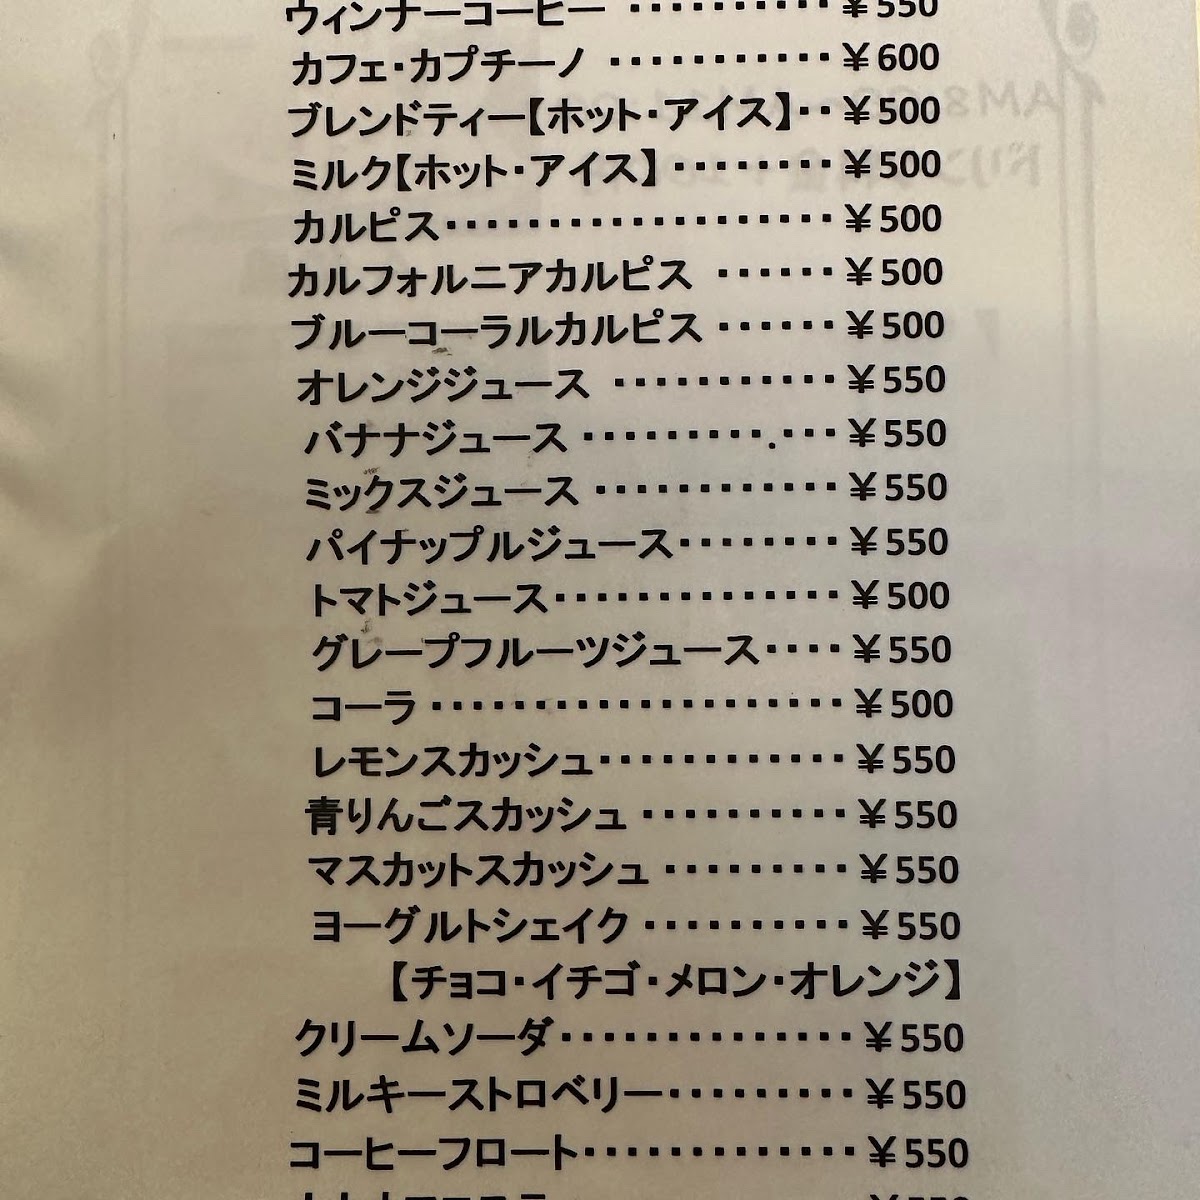 ウィンナーコーヒー ・・・・・・・・・・￥550
カフェ・カプチーノ ・・・・・・・・・・・￥600
ブレンドティー【ホット・アイス】・・￥500
ミルク【ホット・アイス】・・・・・・・・￥500
カルピス・・・・・・・・・・・・・・・・・・・￥500
カルフォルニアカルピス ・・・・・・￥500
ブルーコーラルカルピス ・・・・・・￥500
オレンジジュース ・・・・・・・・・・・￥550
バナナジュース ・・・・・・・・・.・・・￥550
ミックスジュース ・・・・・・・・・・・・￥550
パイナップルジュース・・・・・・・・￥550
トマトジュース・・・・・・・・・・・・・・￥500
グレープフルーツジュース・・・・￥550
コーラ ・・・・・・・・・・・・・・・・・・・・￥500
レモンスカッシュ・・・・・・・・・・・・￥550
青りんごスカッシュ ・・・・・・・・・・￥550
マスカットスカッシュ ・・・・・・・・・￥550
ヨーグルトシェイク ・・・・・・・・・・￥550
【チョコ・イチゴ・メロン・オレンジ】
クリームソーダ・・・・・・・・・・・・・・￥550
ミルキーストロベリー・・・・・・・・・￥550
コーヒーフロート・・・・・・・・・・・・・￥550